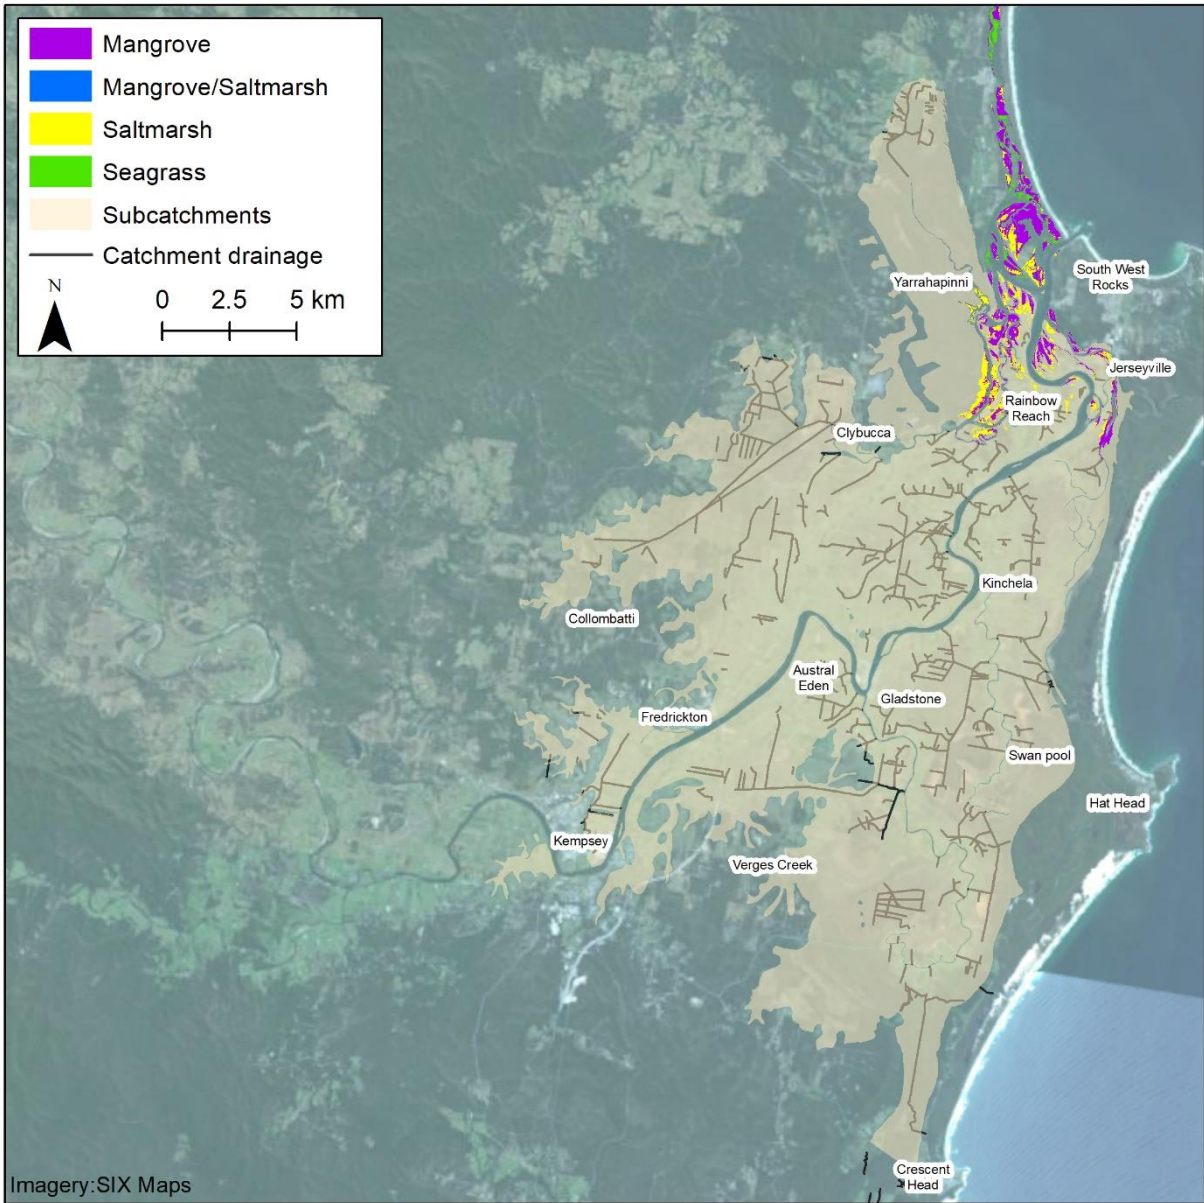 Mangrove
Mangrove/Saltmarsh
Saltmarsh
Seagrass
Subcatchments
Catchment drainage
N
0 2.5 5 km
Yarrahapinni
South West
Rocks
Jerseyville
Rainbow
Reach
Clybucca
Kinchela
Collombatti
Austral
Eden
Gladstone
Fredrickton
Swan pool
Hat Head
Kempsey
Verges Creek
Crescent
Head
Imagery:SIX Maps